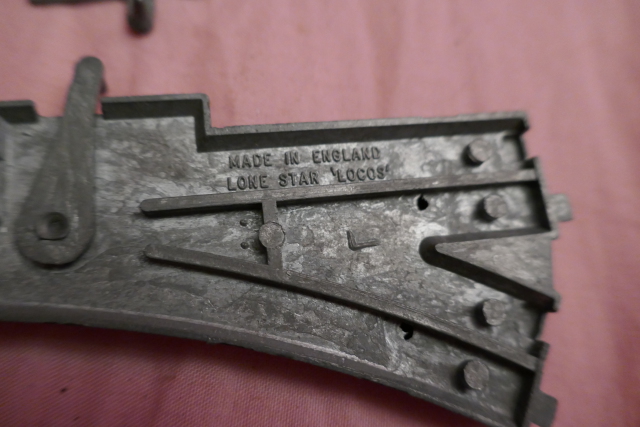 MADE IN ENGLAND
LONE STAR 'LOCOS'
L